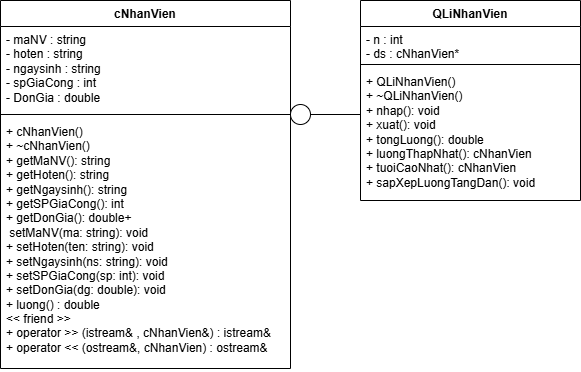 cNhanVien
- maNV : string
- hoten : string
- ngaysinh : string
- spGiaCong : int
- DonGia : double
+ cNhanVien()
+ ~cNhanVien()
+ getMaNV(): string
+ getHoten(): string
+ getNgaysinh(): string
+ getSPGiaCong(): int
+ getDonGia(): double+
setMaNV(ma: string): void
+ setHoten(ten: string): void
+ setNgaysinh(ns: string): void
+ setSPGiaCong(sp: int): void
+ setDonGia(dg: double): void
+ luong() : double
<< friend >>
+ operator >> (istream& , cNhanVien&) : istream&
+ operator << (ostream&, cNhanVien) : ostream&
QLiNhanVien
- n : int
- ds : cNhanVien*
+ QLiNhanVien()
+ ~QLiNhanVien()
+ nhap(): void
+ xuat(): void
+ tongLuong(): double
+ luongThapNhat(): cNhanVien
+ tuoiCaoNhat(): cNhanVien
+ sapXepLuongTangDan(): void